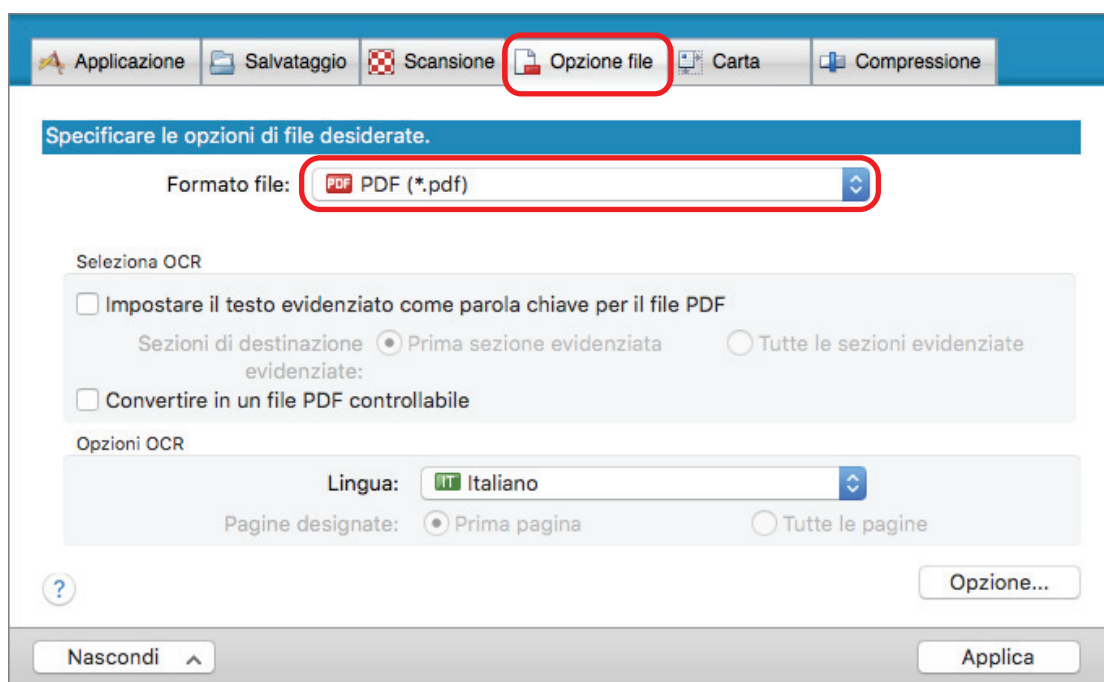 Applicazione Salvataggio Scansione Opzione file Carta Compressione
Specificare le opzioni di file desiderate.
Formato file: PDF PDF (*.pdf)
Seleziona OCR
Impostare il testo evidenziato come parola chiave per il file PDF
Sezioni di destinazione Prima sezione evidenziata Tutte le sezioni evidenziate
evidenziate:
Convertire in un file PDF controllabile
Opzioni OCR
Lingua: IT Italiano
Pagine designate: Prima pagina Tutte le pagine
? Opzione...
Nascondi Applica